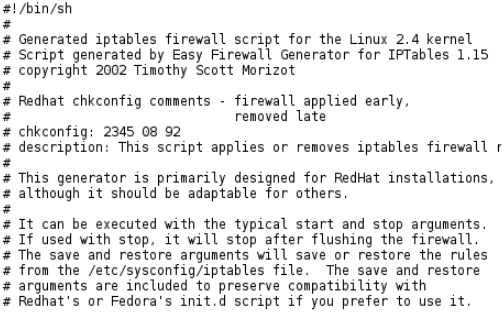 #!/bin/sh
#
# Generated iptables firewall script for the Linux 2.4 kernel
# Script generated by Easy Firewall Generator for IPTables 1.15
# copyright 2002 Timothy Scott Morizot
#
# Redhat chkconfig comments - firewall applied early,
#                             removed late
# chkconfig: 2345 08 92
# description: This script applies or removes iptables firewall r
#
# This generator is primarily designed for RedHat installations,
# although it should be adaptable for others.
#
# It can be executed with the typical start and stop arguments.
# If used with stop, it will stop after flushing the firewall.
# The save and restore arguments will save or restore the rules
# from the /etc/sysconfig/iptables file.  The save and restore
# arguments are included to preserve compatibility with
# Redhat's or Fedora's init.d script if you prefer to use it.